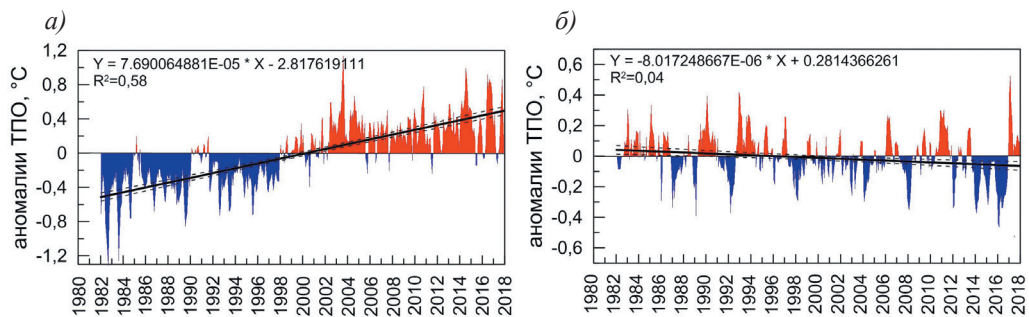 а)
аномалии ТПО, °C
Y = 7.690064881E-05 * X - 2.817619111
R²=0,58
1,2
0,8
0,4
0
-0,4
-0,8
-1,2
1980 1982 1984 1986 1988 1990 1992 1994 1996 1998 2000 2002 2004 2006 2008 2010 2012 2014 2016 2018
б)
аномалии ТПО, °C
Y = -8.017248667E-06 * X + 0.2814366261
R²=0,04
0,6
0,4
0,2
0
-0,2
-0,4
-0,6
1980 1982 1984 1986 1988 1990 1992 1994 1996 1998 2000 2002 2004 2006 2008 2010 2012 2014 2016 2018